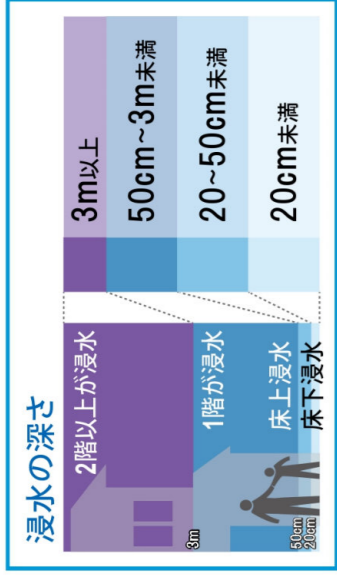 浸水の深さ
2階以上が浸水
3m
1階が浸水
床上浸水
50cm
20cm
床下浸水
3m以上
50cm~3m未満
20~50cm未満
20cm未満